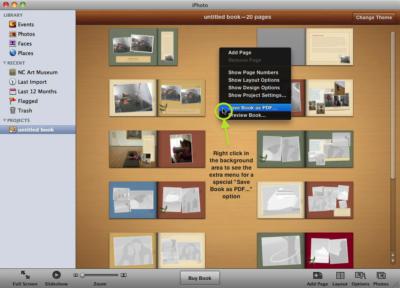 iPhoto
untitled book—20 pages
Change Theme
LIBRARY
Events
Photos
Faces
Places
RECENT
NC Art Museum
Last Import
Last 12 Months
Flagged
Trash
PROJECTS
untitled book
Add Page
Remove Page
Show Page Numbers
Show Layout Options
Show Design Options
Show Project Settings...
Save Book as PDF...
Preview Book...
Right click in
the background
area to see the
extra menu for a
special "Save
Book as PDF..."
option
Full Screen
Slideshow
Zoom
Buy Book
Add Page
Layout
Options
Photos